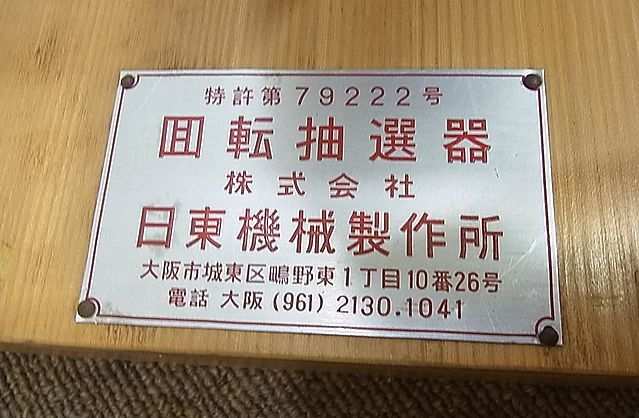 特許第79222号
回転抽選器
株式会社
日東機械製作所
大阪市城東区鴫野東1丁目10番26号
電話 大阪 (961) 2130.1041